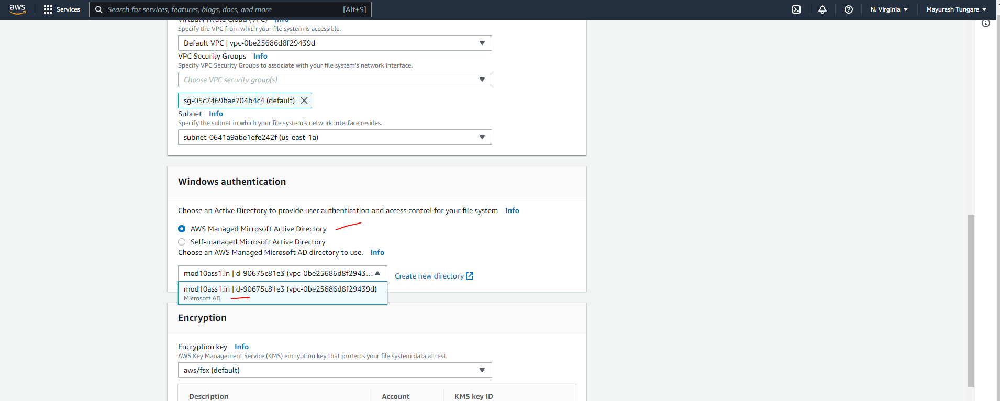 aws Services Search for services, features, blogs, docs, and more [Alt+S] N. Virginia Mayuresh Tungare
Virtual Private Cloud (VPC) Info
Specify the VPC from which your file system is accessible.
Default VPC | vpc-0be25686d8f29439d
VPC Security Groups Info
Specify VPC Security Groups to associate with your file system's network interface.
Choose VPC security group(s)
sg-05c7469bae704b4c4 (default)
Subnet Info
Specify the subnet in which your file system's network interface resides.
subnet-0641a9abe1efe242f (us-east-1a)
Windows authentication
Choose an Active Directory to provide user authentication and access control for your file system Info
AWS Managed Microsoft Active Directory
Self-managed Microsoft Active Directory
Choose an AWS Managed Microsoft AD directory to use. Info
mod10ass1.in | d-90675c81e3 (vpc-0be25686d8f2943...
Create new directory
mod10ass1.in | d-90675c81e3 (vpc-0be25686d8f29439d)
Microsoft AD
Encryption
Encryption key Info
AWS Key Management Service (KMS) encryption key that protects your file system data at rest.
aws/fsx (default)
Description Account KMS key ID